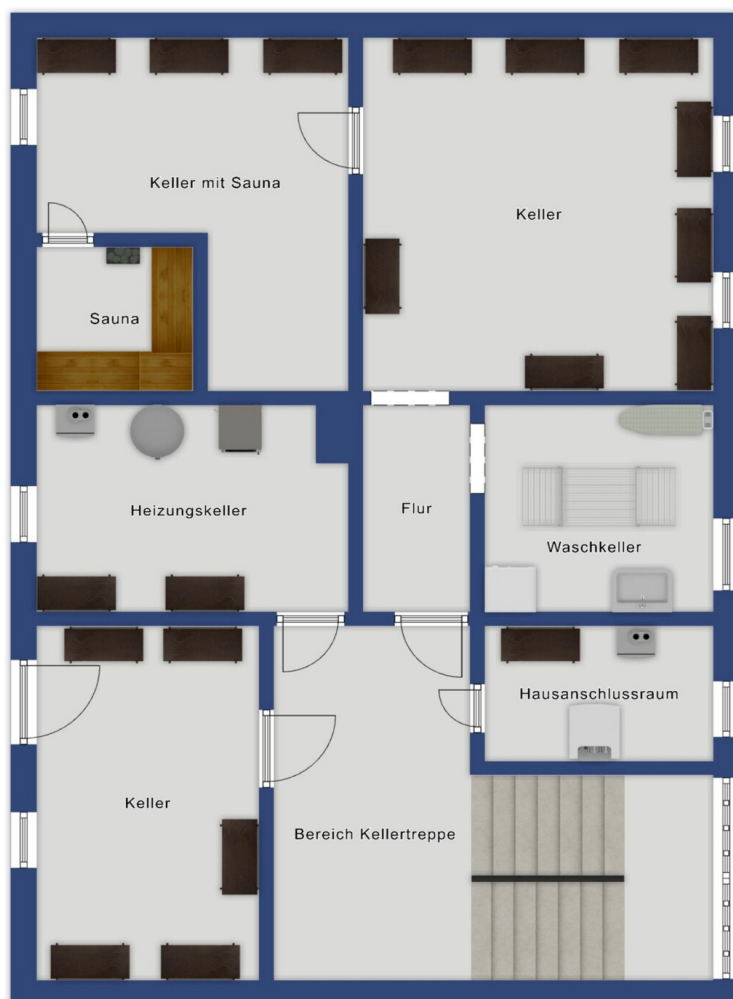 Keller mit Sauna
Keller
Sauna
Heizungskeller
Flur
Waschkeller
Hausanschlussraum
Keller
Bereich Kellertreppe